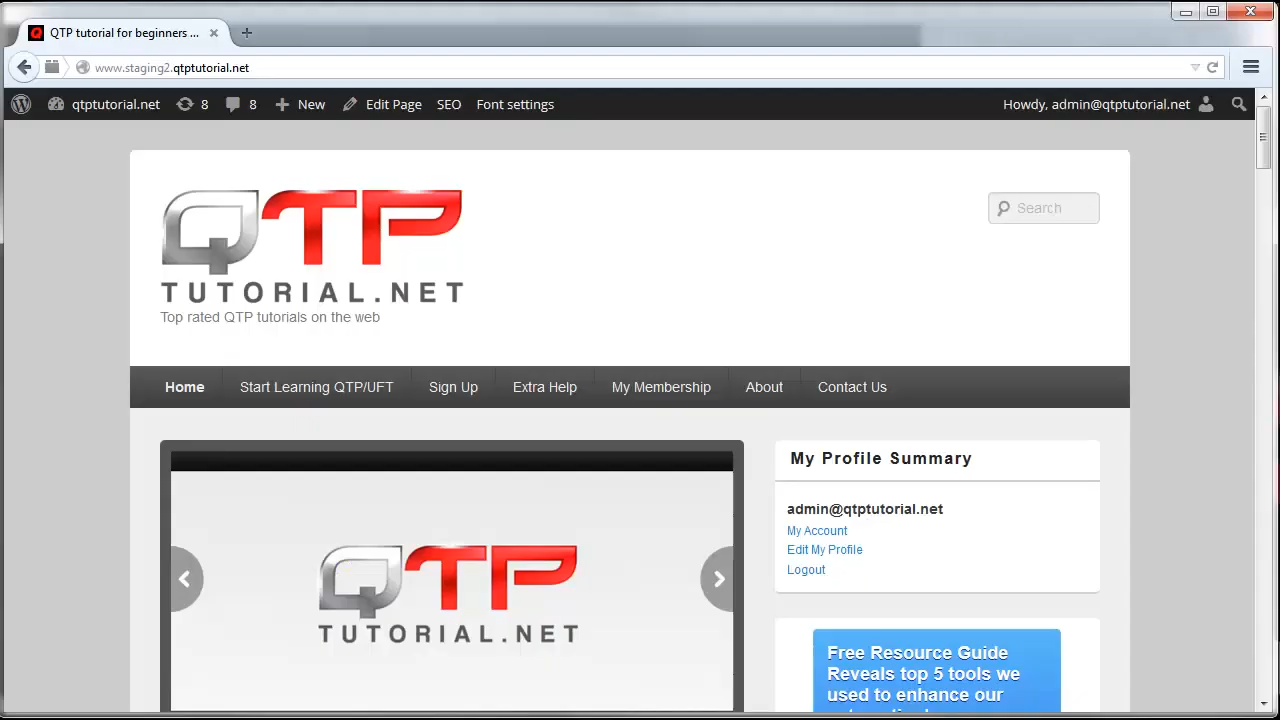 QTP tutorial for beginners ...
www.staging2.qtptutorial.net
qtptutorial.net 8 8 New Edit Page SEO Font settings Howdy, admin@qtptutorial.net
QTP
TUTORIAL.NET
Top rated QTP tutorials on the web
Search
Home Start Learning QTP/UFT Sign Up Extra Help My Membership About Contact Us
QTP
TUTORIAL.NET
My Profile Summary
admin@qtptutorial.net
My Account
Edit My Profile
Logout
Free Resource Guide
Reveals top 5 tools we
used to enhance our